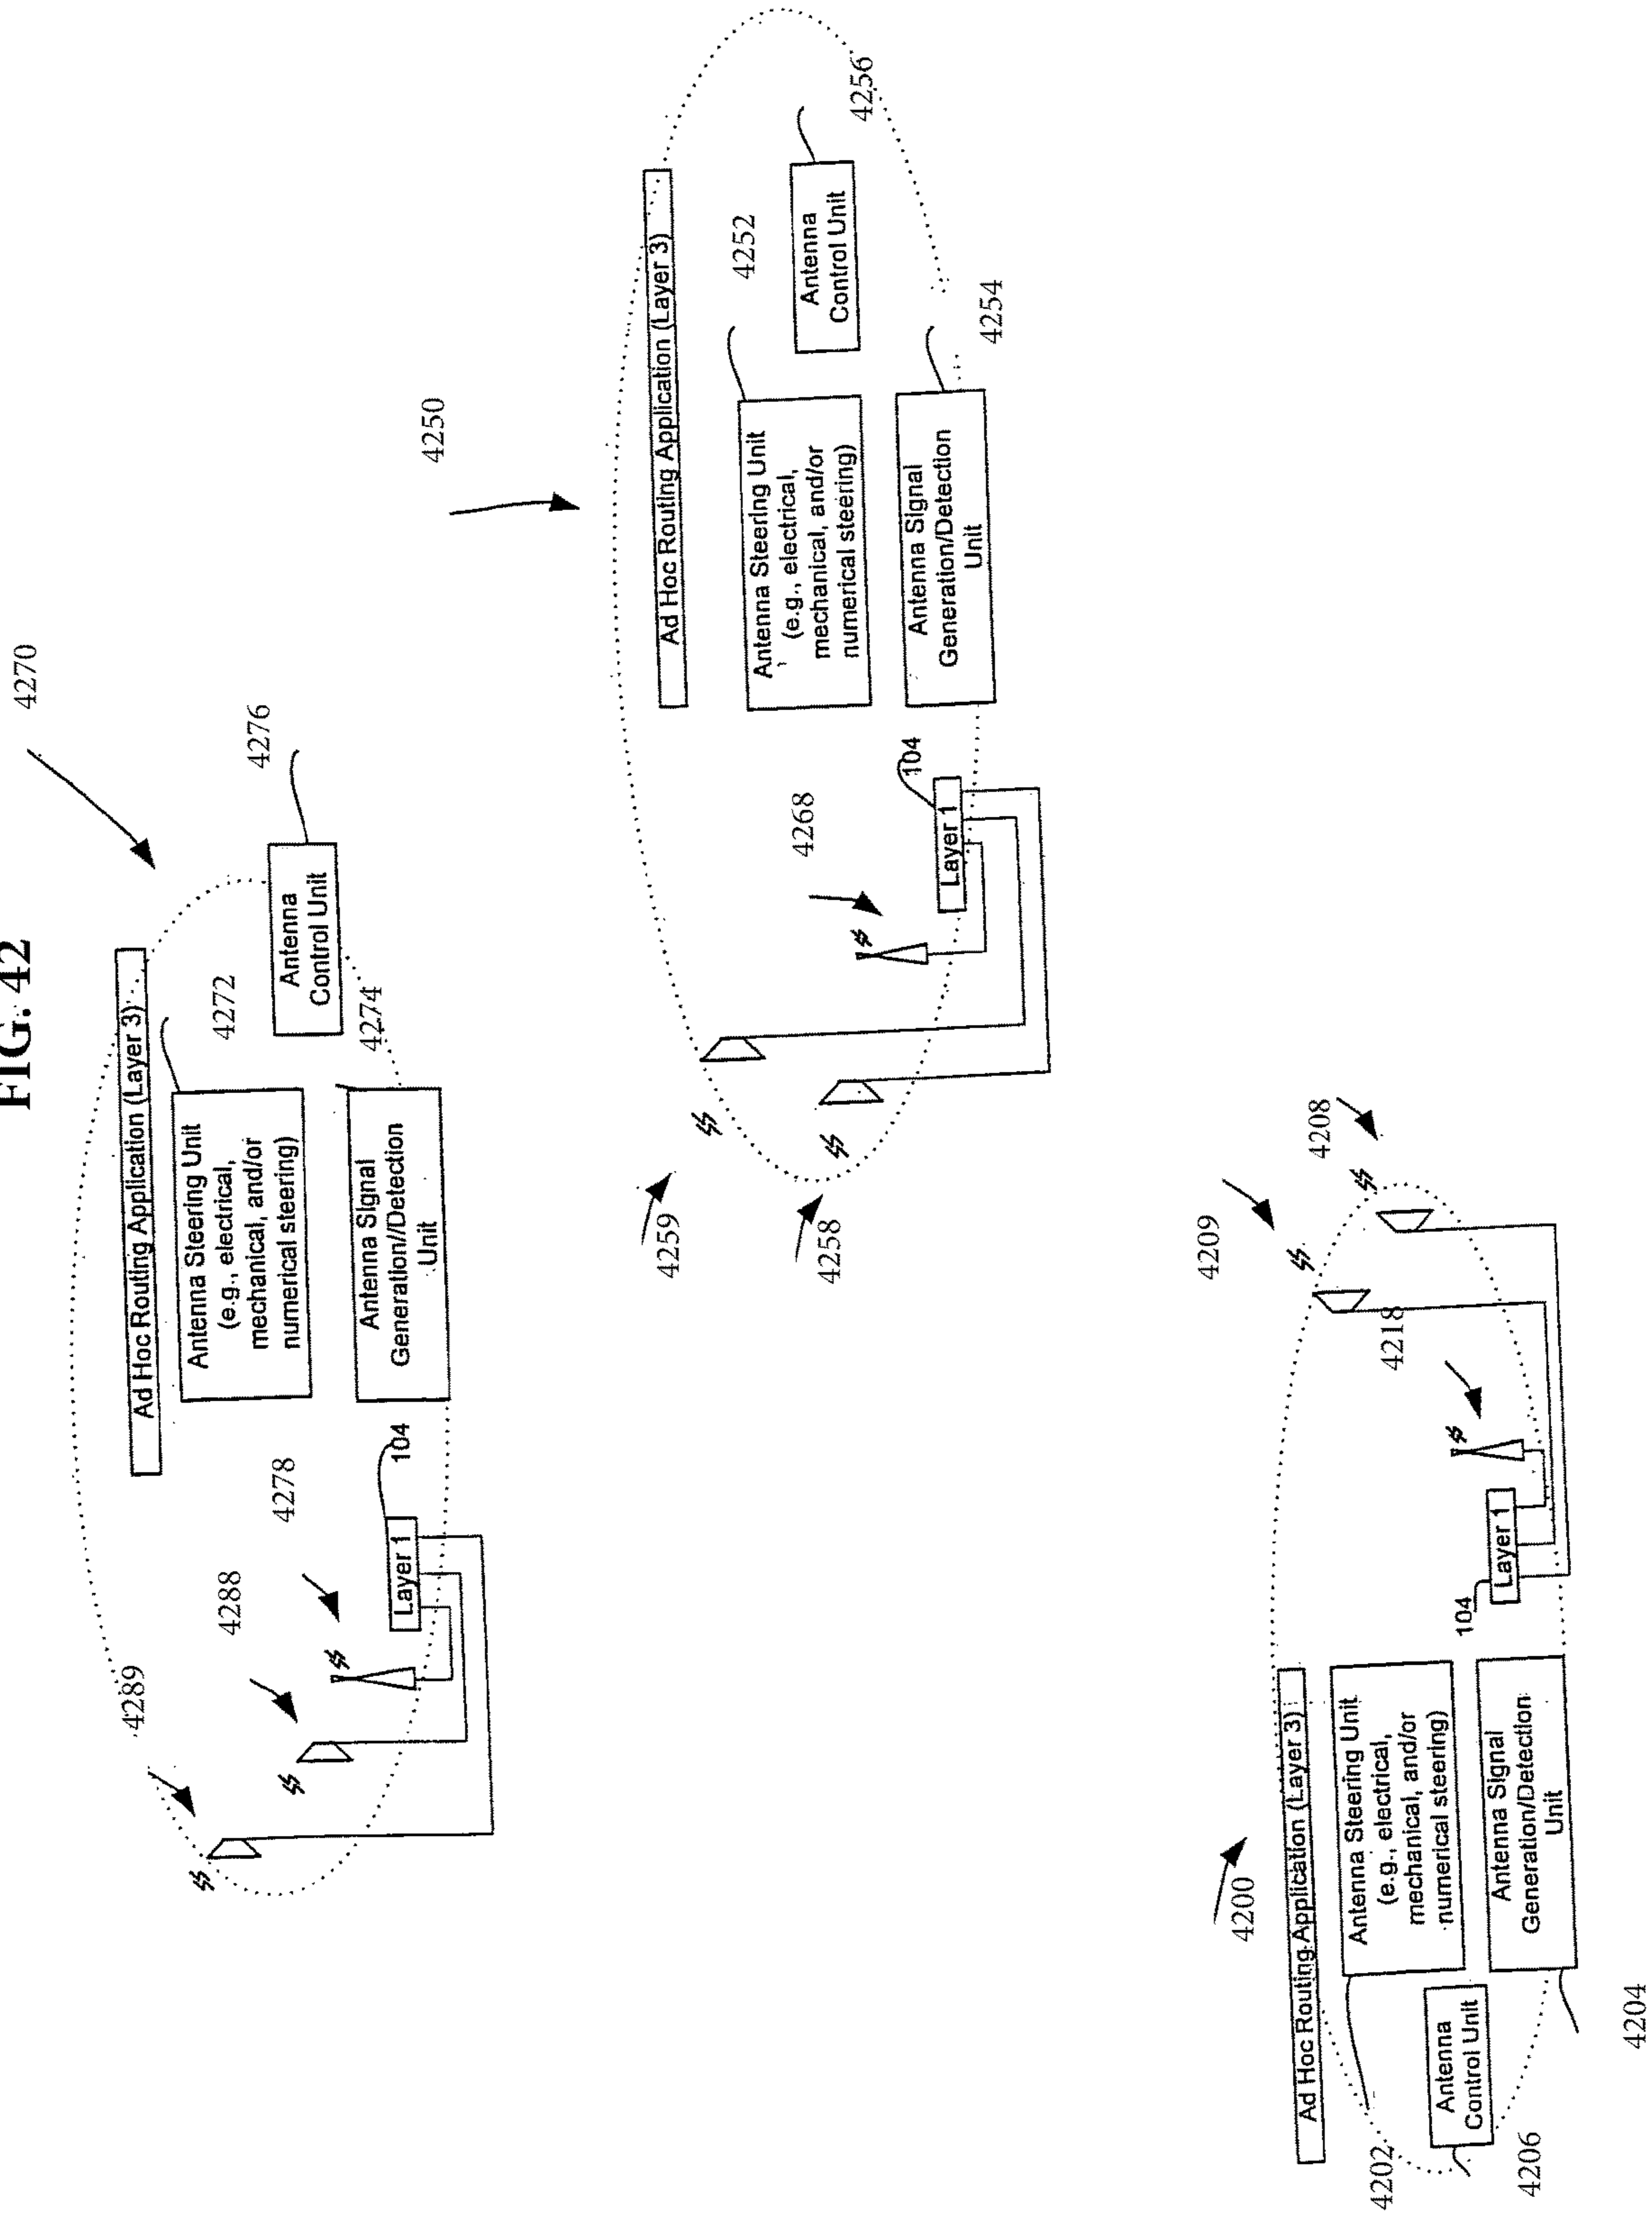 FIG. 42
4270
Ad Hoc Routing Application (Layer 3)
4272
Antenna Steering Unit
(e.g., electrical,
mechanical, and/or
numerical steering)
4276
Antenna
Control Unit
4274
Antenna Signal
Generation//Detection
Unit
4289
4288
4278
104
Layer 1
4250
Ad Hoc Routing Application (Layer 3)
4252
Antenna Steering Unit
(e.g., electrical,
mechanical, and/or
numerical steering)
4256
Antenna
Control Unit
4254
Antenna Signal
Generation/Detection
Unit
4259
4258
4268
104
Layer 1
4200
Ad Hoc Routing Application (Layer 3)
4202
Antenna Steering Unit
(e.g., electrical,
mechanical, and/or
numerical steering)
4206
Antenna
Control Unit
4204
Antenna Signal
Generation/Detection
Unit
104
Layer 1
4218
4209
4208